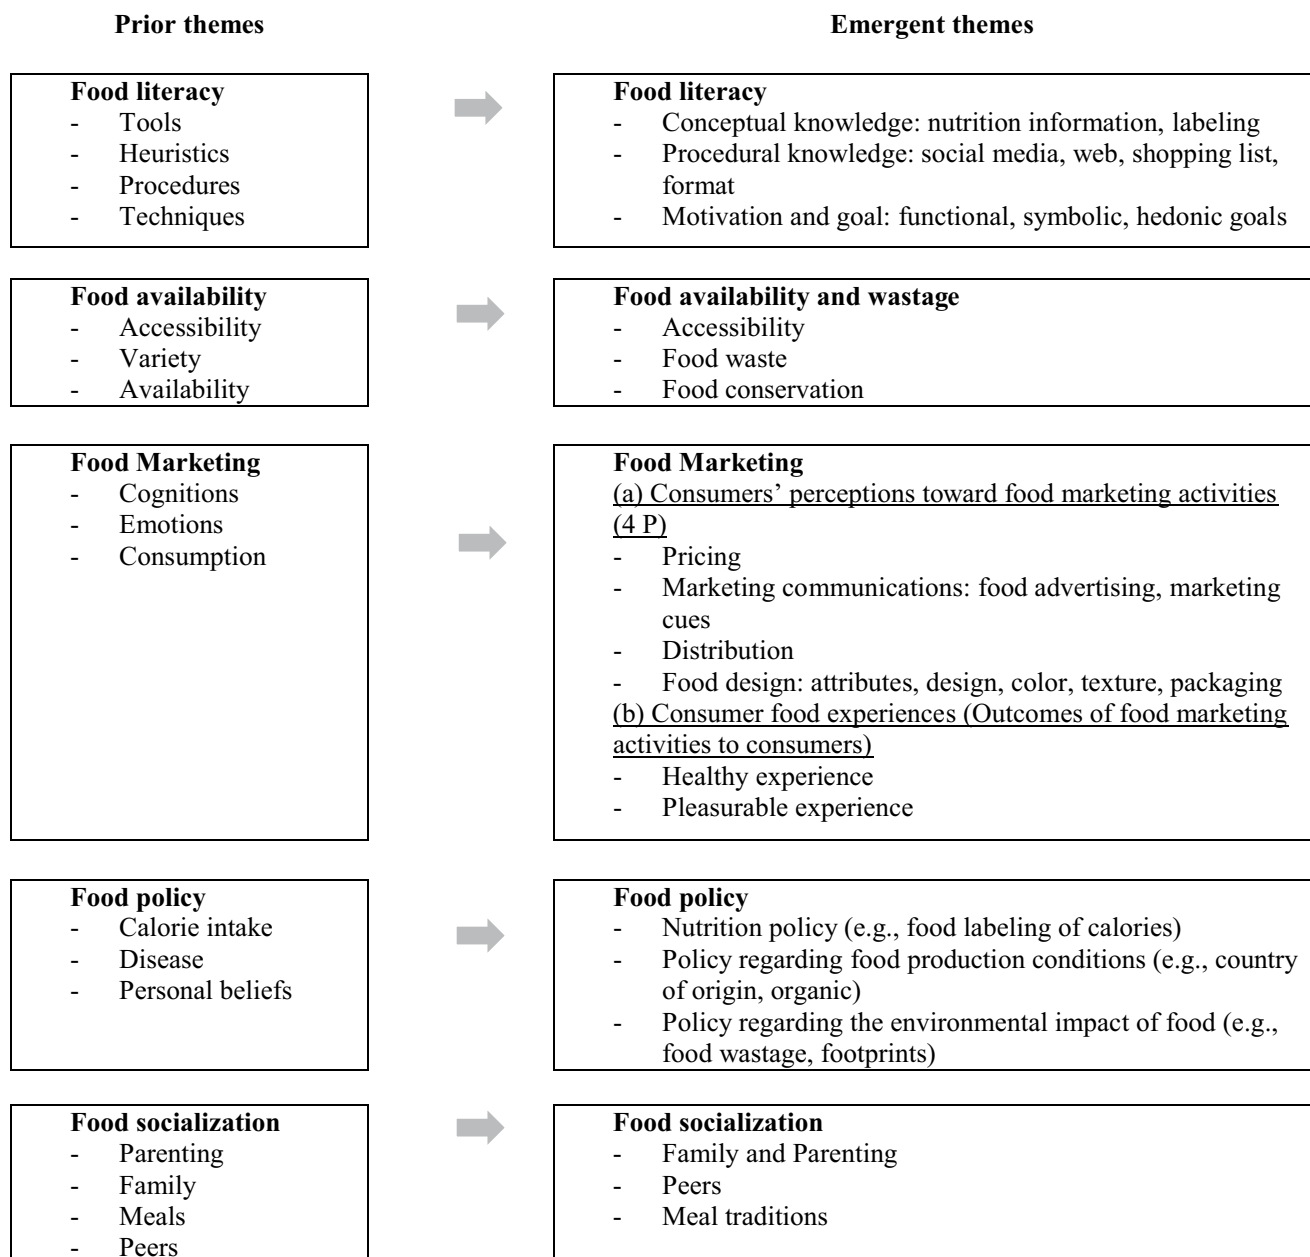 Prior themes
Emergent themes
Food literacy
- Tools
- Heuristics
- Procedures
- Techniques
Food literacy
- Conceptual knowledge: nutrition information, labeling
- Procedural knowledge: social media, web, shopping list,
format
- Motivation and goal: functional, symbolic, hedonic goals
Food availability
- Accessibility
- Variety
- Availability
Food availability and wastage
- Accessibility
- Food waste
- Food conservation
Food Marketing
- Cognitions
- Emotions
- Consumption
Food Marketing
(a) Consumers’ perceptions toward food marketing activities
(4 P)
- Pricing
- Marketing communications: food advertising, marketing
cues
- Distribution
- Food design: attributes, design, color, texture, packaging
(b) Consumer food experiences (Outcomes of food marketing
activities to consumers)
- Healthy experience
- Pleasurable experience
Food policy
- Calorie intake
- Disease
- Personal beliefs
Food policy
- Nutrition policy (e.g., food labeling of calories)
- Policy regarding food production conditions (e.g., country
of origin, organic)
- Policy regarding the environmental impact of food (e.g.,
food wastage, footprints)
Food socialization
- Parenting
- Family
- Meals
- Peers
Food socialization
- Family and Parenting
- Peers
- Meal traditions